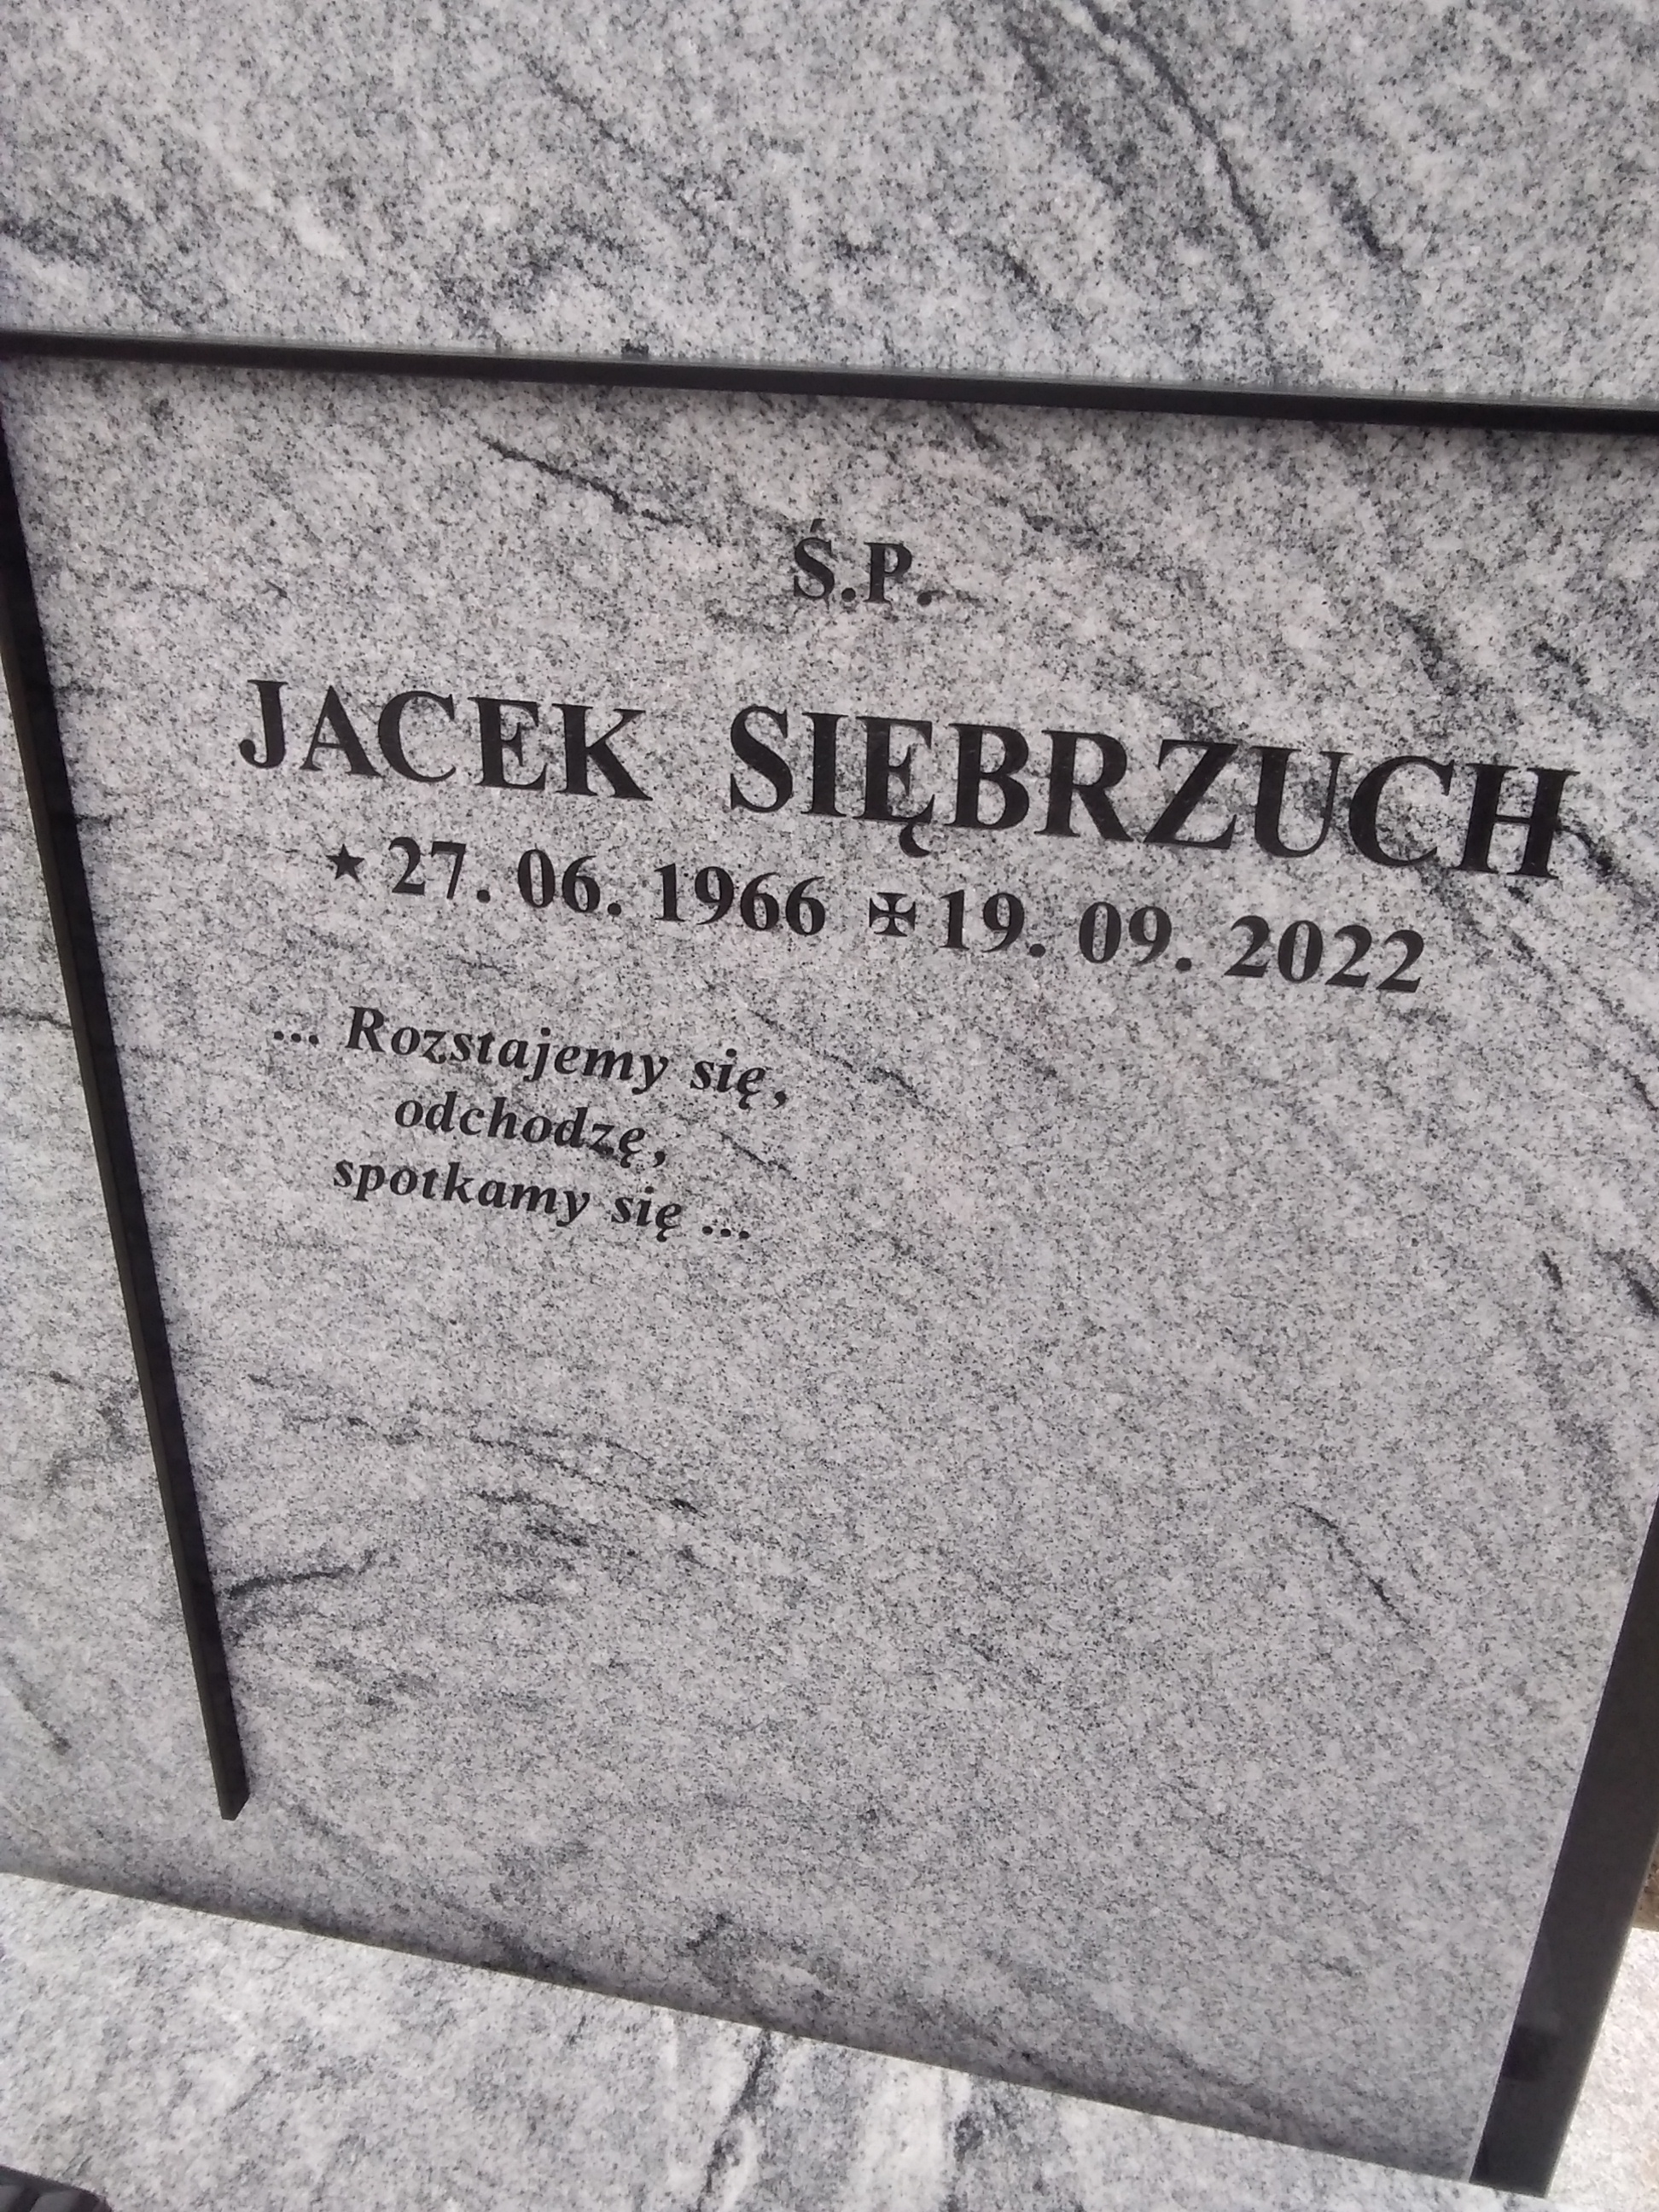 Ś.P.
JACEK SIĘBRZUCH
★ 27. 06. 1966 ✠ 19. 09. 2022
... Rozstajemy się,
odchodzę,
spotkamy się ...